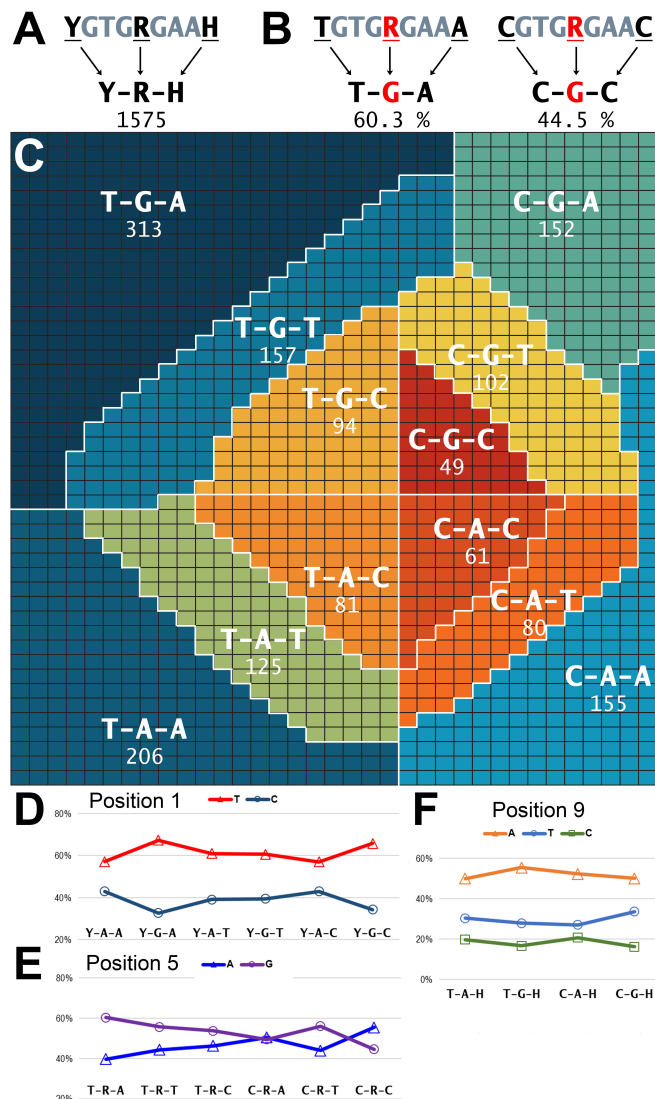 A YGTGRGAAH B TGTGRGAAA CGTGRGAAC
Y-R-H T-G-A C-G-C
1575 60.3 % 44.5 %
C
T-G-A
313
C-G-A
152
T-G-T
157
C-G-T
102
T-G-C
94
C-G-C
49
C-A-C
61
T-A-C
81
C-A-T
80
T-A-T
125
C-A-A
155
T-A-A
206
D Position 1 T C
80%
60%
40%
20%
Y-A-A Y-G-A Y-A-T Y-G-T Y-A-C Y-G-C
E Position 5 A G
80%
60%
40%
20%
T-R-A T-R-T T-R-C C-R-A C-R-T C-R-C
F Position 9
A T C
60%
40%
20%
0%
T-A-H T-G-H C-A-H C-G-H